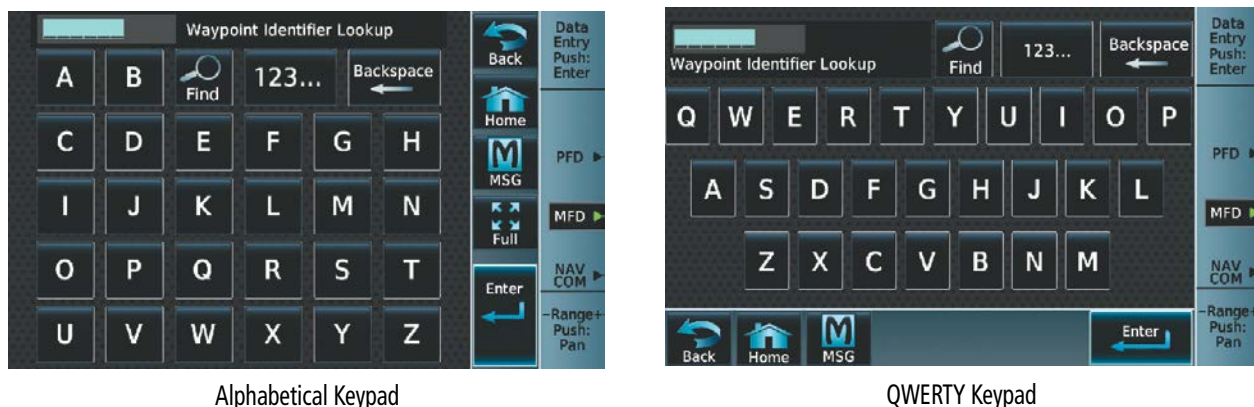 Waypoint Identifier Lookup
A B Find 123... Backspace
C D E F G H
I J K L M N
O P Q R S T
U V W X Y Z
Back
Home
MSG
Full
Enter
Data
Entry
Push:
Enter
PFD
MFD
NAV
COM
-Range+
Push:
Pan
Alphabetical Keypad
Waypoint Identifier Lookup
Find 123... Backspace
Q W E R T Y U I O P
A S D F G H J K L
Z X C V B N M
Back Home MSG Enter
Data
Entry
Push:
Enter
PFD
MFD
NAV
COM
-Range+
Push:
Pan
QWERTY Keypad